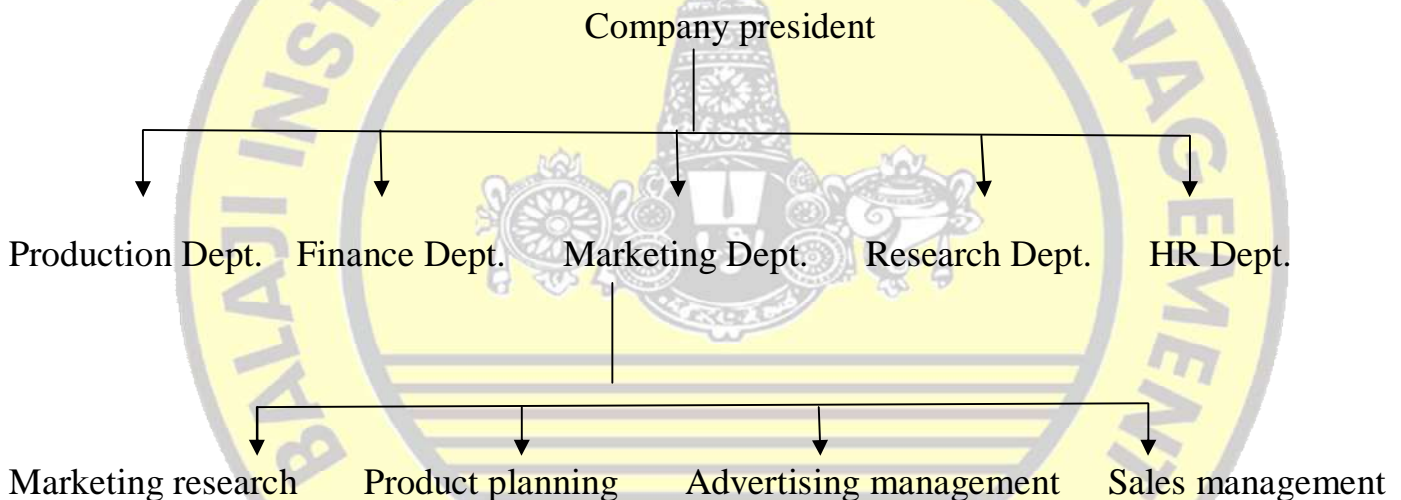 Company president
Production Dept. Finance Dept. Marketing Dept. Research Dept. HR Dept.
Marketing research Product planning Advertising management Sales management
BALAJI